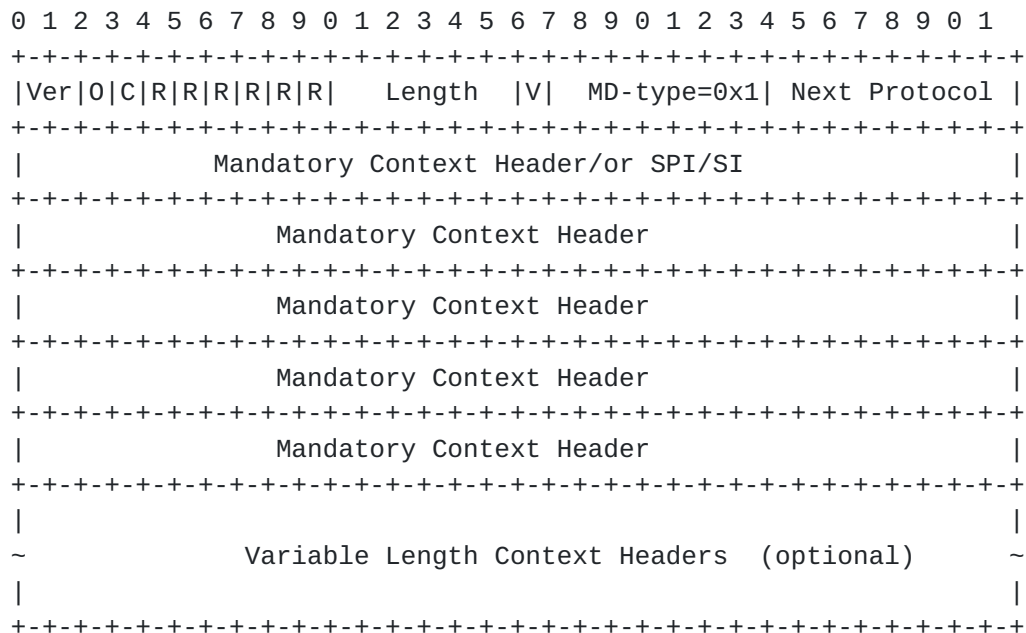 0 1 2 3 4 5 6 7 8 9 0 1 2 3 4 5 6 7 8 9 0 1 2 3 4 5 6 7 8 9 0 1
+-+-+-+-+-+-+-+-+-+-+-+-+-+-+-+-+-+-+-+-+-+-+-+-+-+-+-+-+-+-+-+-+
|Ver|O|C|R|R|R|R|R|R|   Length  |V|  MD-type=0x1| Next Protocol |
+-+-+-+-+-+-+-+-+-+-+-+-+-+-+-+-+-+-+-+-+-+-+-+-+-+-+-+-+-+-+-+-+
|            Mandatory Context Header/or SPI/SI                 |
+-+-+-+-+-+-+-+-+-+-+-+-+-+-+-+-+-+-+-+-+-+-+-+-+-+-+-+-+-+-+-+-+
|                Mandatory Context Header                       |
+-+-+-+-+-+-+-+-+-+-+-+-+-+-+-+-+-+-+-+-+-+-+-+-+-+-+-+-+-+-+-+-+
|                Mandatory Context Header                       |
+-+-+-+-+-+-+-+-+-+-+-+-+-+-+-+-+-+-+-+-+-+-+-+-+-+-+-+-+-+-+-+-+
|                Mandatory Context Header                       |
+-+-+-+-+-+-+-+-+-+-+-+-+-+-+-+-+-+-+-+-+-+-+-+-+-+-+-+-+-+-+-+-+
|                Mandatory Context Header                       |
+-+-+-+-+-+-+-+-+-+-+-+-+-+-+-+-+-+-+-+-+-+-+-+-+-+-+-+-+-+-+-+-+
|                                                               |
~              Variable Length Context Headers  (optional)      ~
|                                                               |
+-+-+-+-+-+-+-+-+-+-+-+-+-+-+-+-+-+-+-+-+-+-+-+-+-+-+-+-+-+-+-+-+